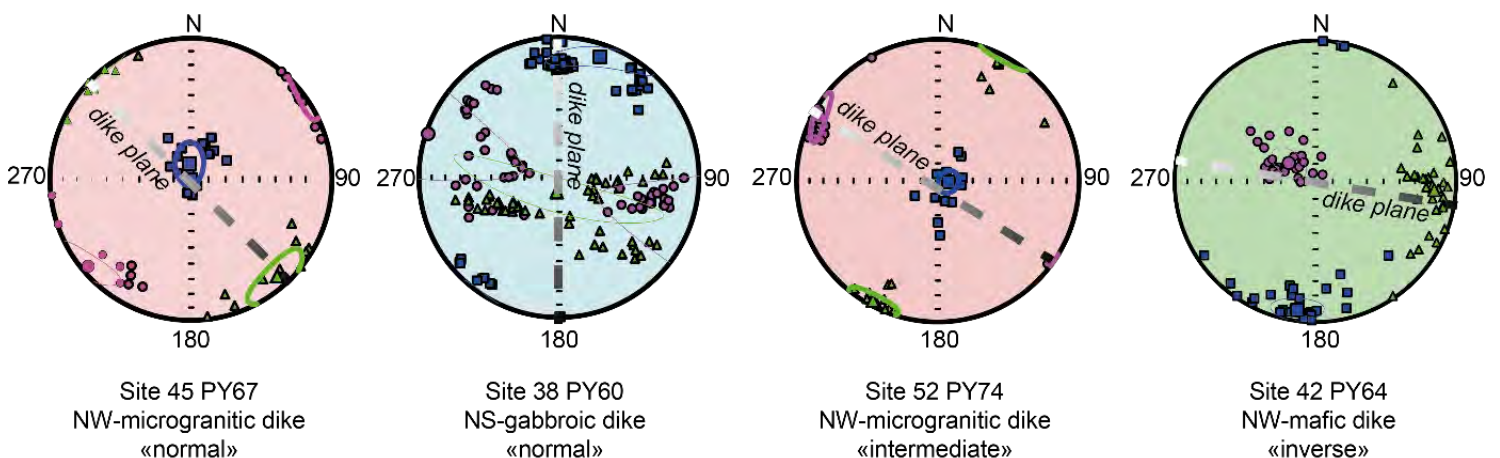 N
270
90
dike plane
180
Site 45 PY67
NW-microgranitic dike
«normal»
N
270
90
dike plane
180
Site 38 PY60
NS-gabbroic dike
«normal»
N
270
90
dike plane
180
Site 52 PY74
NW-microgranitic dike
«intermediate»
N
270
90
dike plane
180
Site 42 PY64
NW-mafic dike
«inverse»